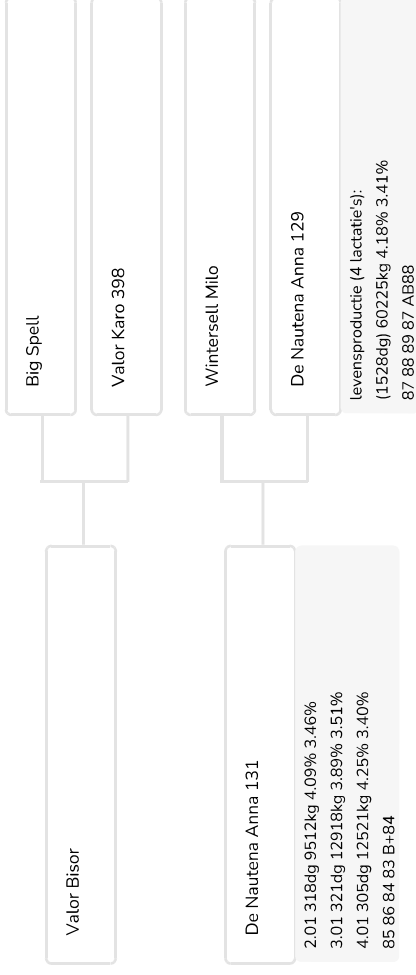 Valor Bisor
De Nautena Anna 131
2.01 318dg 9512kg 4.09% 3.46%
3.01 321dg 12918kg 3.89% 3.51%
4.01 305dg 12521kg 4.25% 3.40%
85 86 84 83 B+84
Big Spell
Valor Karo 398
Wintersell Milo
De Nautena Anna 129
levensproductie (4 lactatie's):
(1528dg) 60225kg 4.18% 3.41%
87 88 89 87 AB88